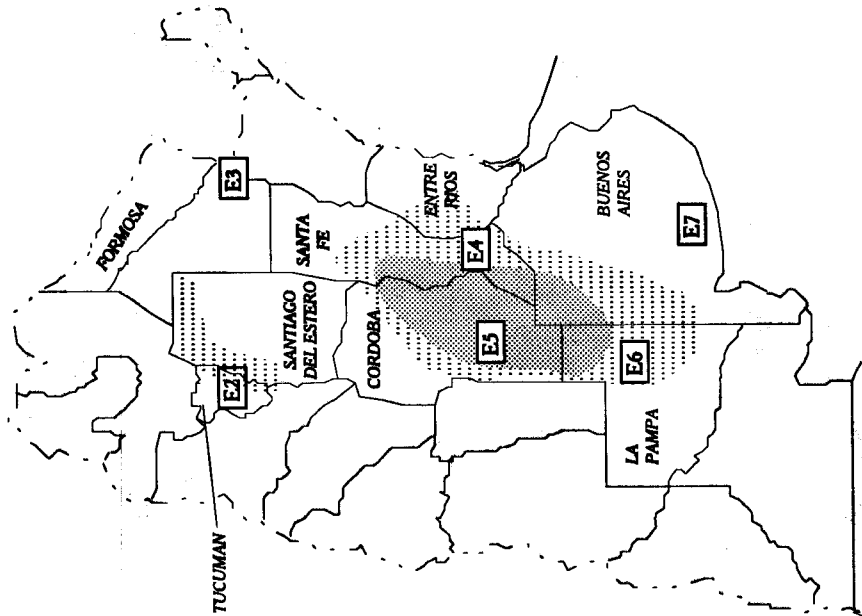 FORMOSA
E3
SANTA
FE
ENTRE
RIOS
E2
SANTIAGO
DEL ESTERO
CORDOBA
E4
E5
BUENOS
AIRES
E7
E6
LA
PAMPA
TUCUMAN